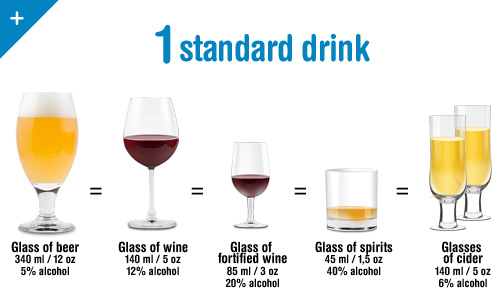 +
1 standard drink
= = = =
Glass of beer
340 ml / 12 oz
5% alcohol
Glass of wine
140 ml / 5 oz
12% alcohol
Glass of
fortified wine
85 ml / 3 oz
20% alcohol
Glass of spirits
45 ml / 1,5 oz
40% alcohol
Glasses
of cider
140 ml / 5 oz
6% alcohol